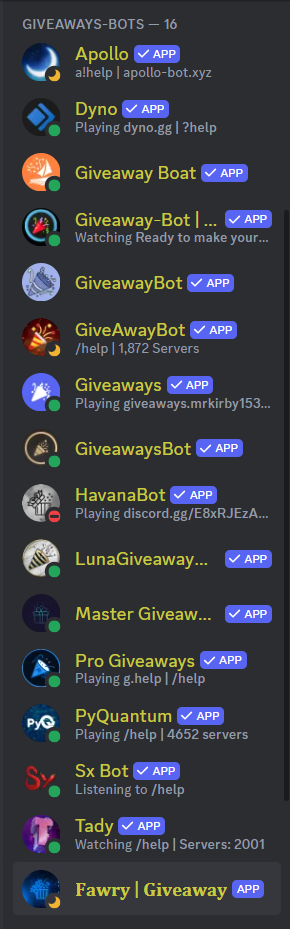 GIVEAWAYS-BOTS — 16
Apollo ✓ APP
a!help | apollo-bot.xyz
Dyno ✓ APP
Playing dyno.gg | ?help
Giveaway Boat ✓ APP
Giveaway-Bot | ... ✓ APP
Watching Ready to make your...
GiveawayBot ✓ APP
GiveAwayBot ✓ APP
/help | 1,872 Servers
Giveaways ✓ APP
Playing giveaways.mrkirby153...
GiveawaysBot ✓ APP
HavanaBot ✓ APP
Playing discord.gg/E8xRJEzA...
LunaGiveaway... ✓ APP
Master Giveaw... ✓ APP
Pro Giveaways ✓ APP
Playing g.help | /help
PyQ
PyQuantum ✓ APP
Playing /help | 4652 servers
Sx
Sx Bot ✓ APP
Listening to /help
Tady ✓ APP
Watching /help | Servers: 2001
Fawry | Giveaway APP